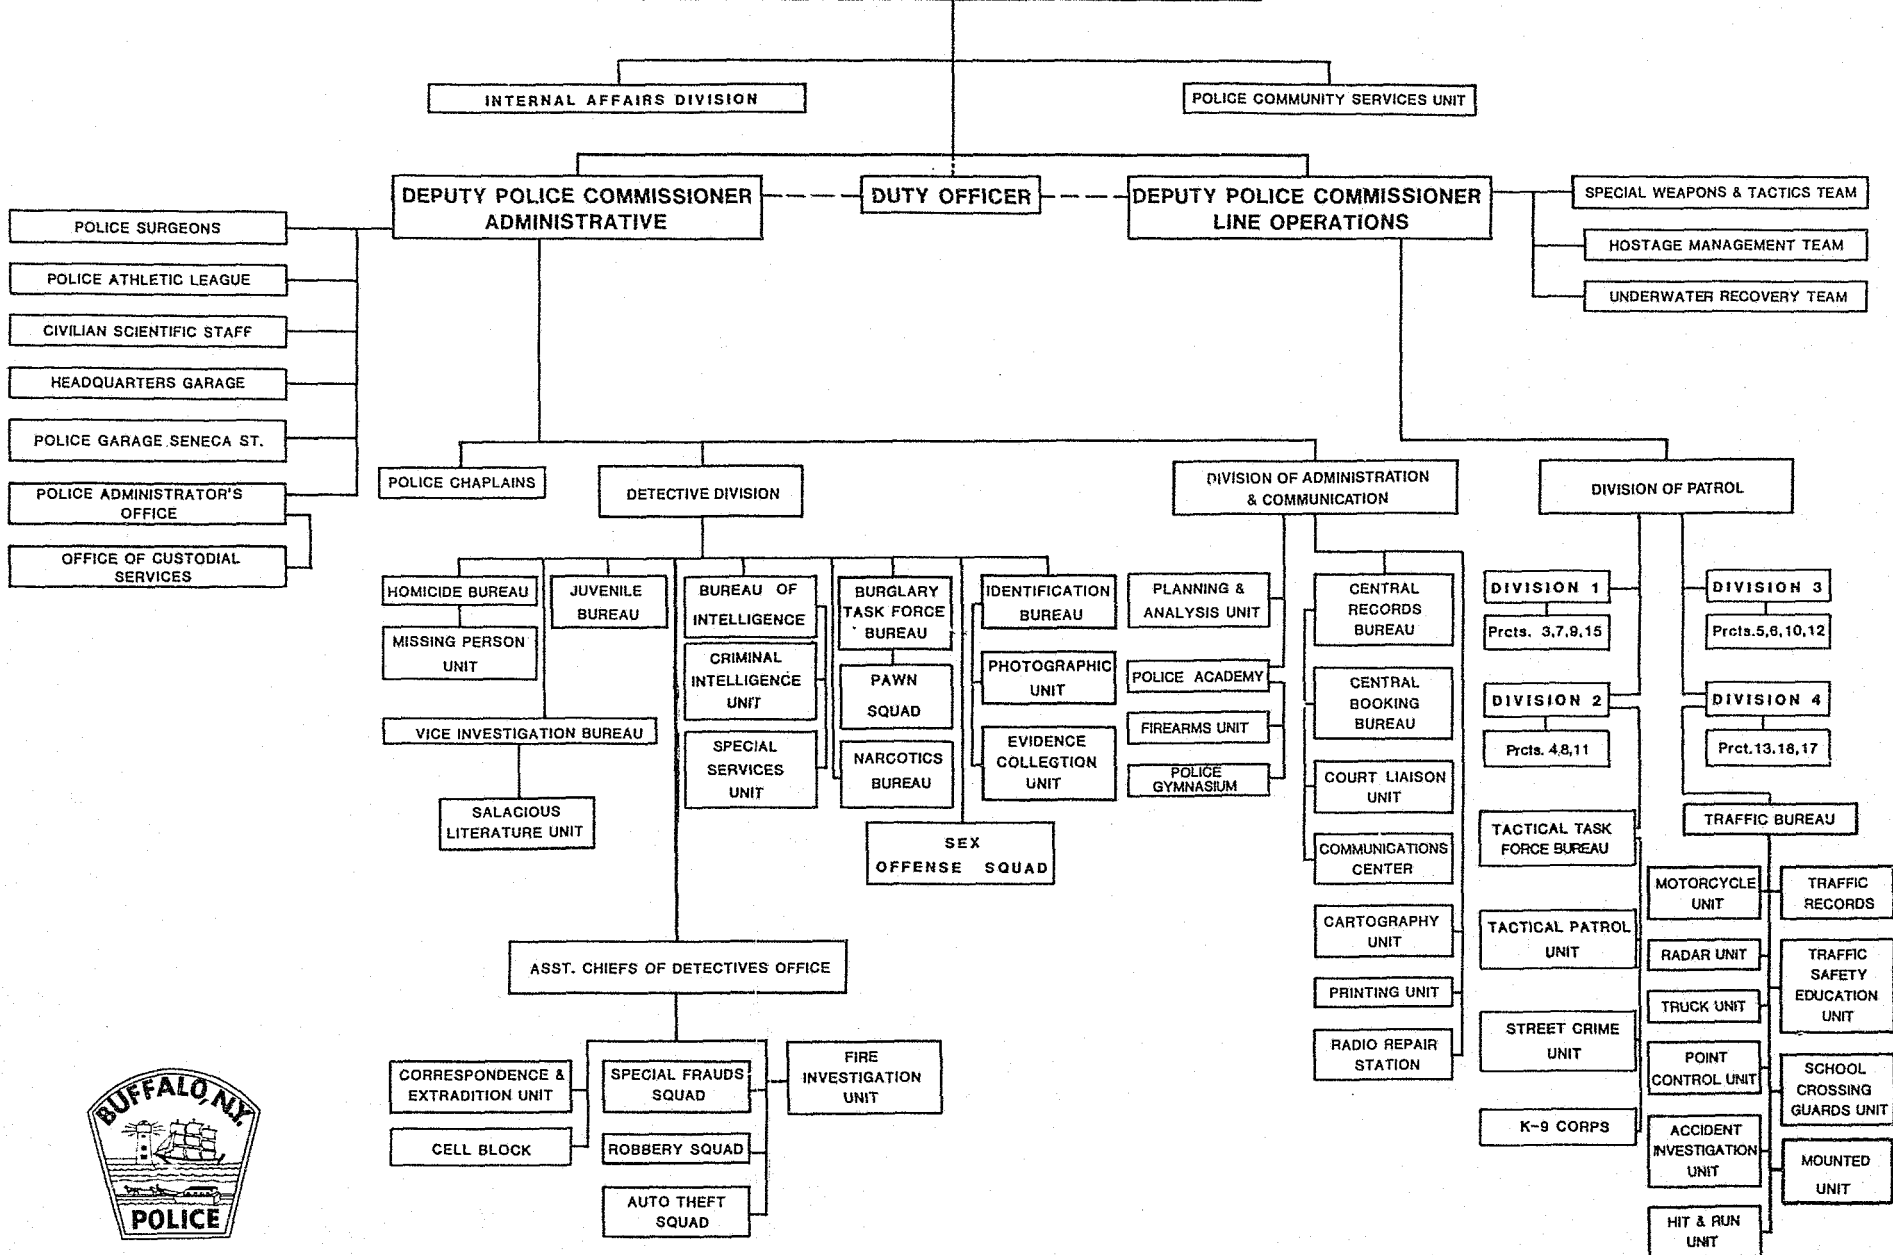 INTERNAL AFFAIRS DIVISION
POLICE COMMUNITY SERVICES UNIT
DEPUTY POLICE COMMISSIONER
ADMINISTRATIVE
DUTY OFFICER
DEPUTY POLICE COMMISSIONER
LINE OPERATIONS
SPECIAL WEAPONS & TACTICS TEAM
HOSTAGE MANAGEMENT TEAM
UNDERWATER RECOVERY TEAM
POLICE SURGEONS
POLICE ATHLETIC LEAGUE
CIVILIAN SCIENTIFIC STAFF
HEADQUARTERS GARAGE
POLICE GARAGE SENECA ST.
POLICE ADMINISTRATOR'S
OFFICE
OFFICE OF CUSTODIAL
SERVICES
POLICE CHAPLAINS
DETECTIVE DIVISION
DIVISION OF ADMINISTRATION
& COMMUNICATION
DIVISION OF PATROL
HOMICIDE BUREAU
MISSING PERSON
UNIT
VICE INVESTIGATION BUREAU
SALACIOUS
LITERATURE UNIT
JUVENILE
BUREAU
BUREAU OF
INTELLIGENCE
CRIMINAL
INTELLIGENCE
UNIT
SPECIAL
SERVICES
UNIT
BURGLARY
TASK FORCE
BUREAU
PAWN
SQUAD
NARCOTICS
BUREAU
SEX
OFFENSE SQUAD
IDENTIFICATION
BUREAU
PHOTOGRAPHIC
UNIT
EVIDENCE
COLLEGTION
UNIT
PLANNING &
ANALYSIS UNIT
POLICE ACADEMY
FIREARMS UNIT
POLICE
GYMNASIUM
CENTRAL
RECORDS
BUREAU
CENTRAL
BOOKING
BUREAU
COURT LIAISON
UNIT
COMMUNICATIONS
CENTER
CARTOGRAPHY
UNIT
PRINTING UNIT
RADIO REPAIR
STATION
DIVISION 1
Prcts. 3,7,9,15
DIVISION 2
Prcts. 4,8,11
DIVISION 3
Prcts.5,6,10,12
DIVISION 4
Prct.13.16,17
TACTICAL TASK
FORCE BUREAU
TACTICAL PATROL
UNIT
STREET CRIME
UNIT
K-9 CORPS
TRAFFIC BUREAU
MOTORCYCLE
UNIT
RADAR UNIT
TRUCK UNIT
POINT
CONTROL UNIT
ACCIDENT
INVESTIGATION
UNIT
HIT & RUN
UNIT
TRAFFIC
RECORDS
TRAFFIC
SAFETY
EDUCATION
UNIT
SCHOOL
CROSSING
GUARDS UNIT
MOUNTED
UNIT
ASST. CHIEFS OF DETECTIVES OFFICE
CORRESPONDENCE &
EXTRADITION UNIT
CELL BLOCK
SPECIAL FRAUDS
SQUAD
ROBBERY SQUAD
AUTO THEFT
SQUAD
FIRE
INVESTIGATION
UNIT
BUFFALO, N.Y.
POLICE